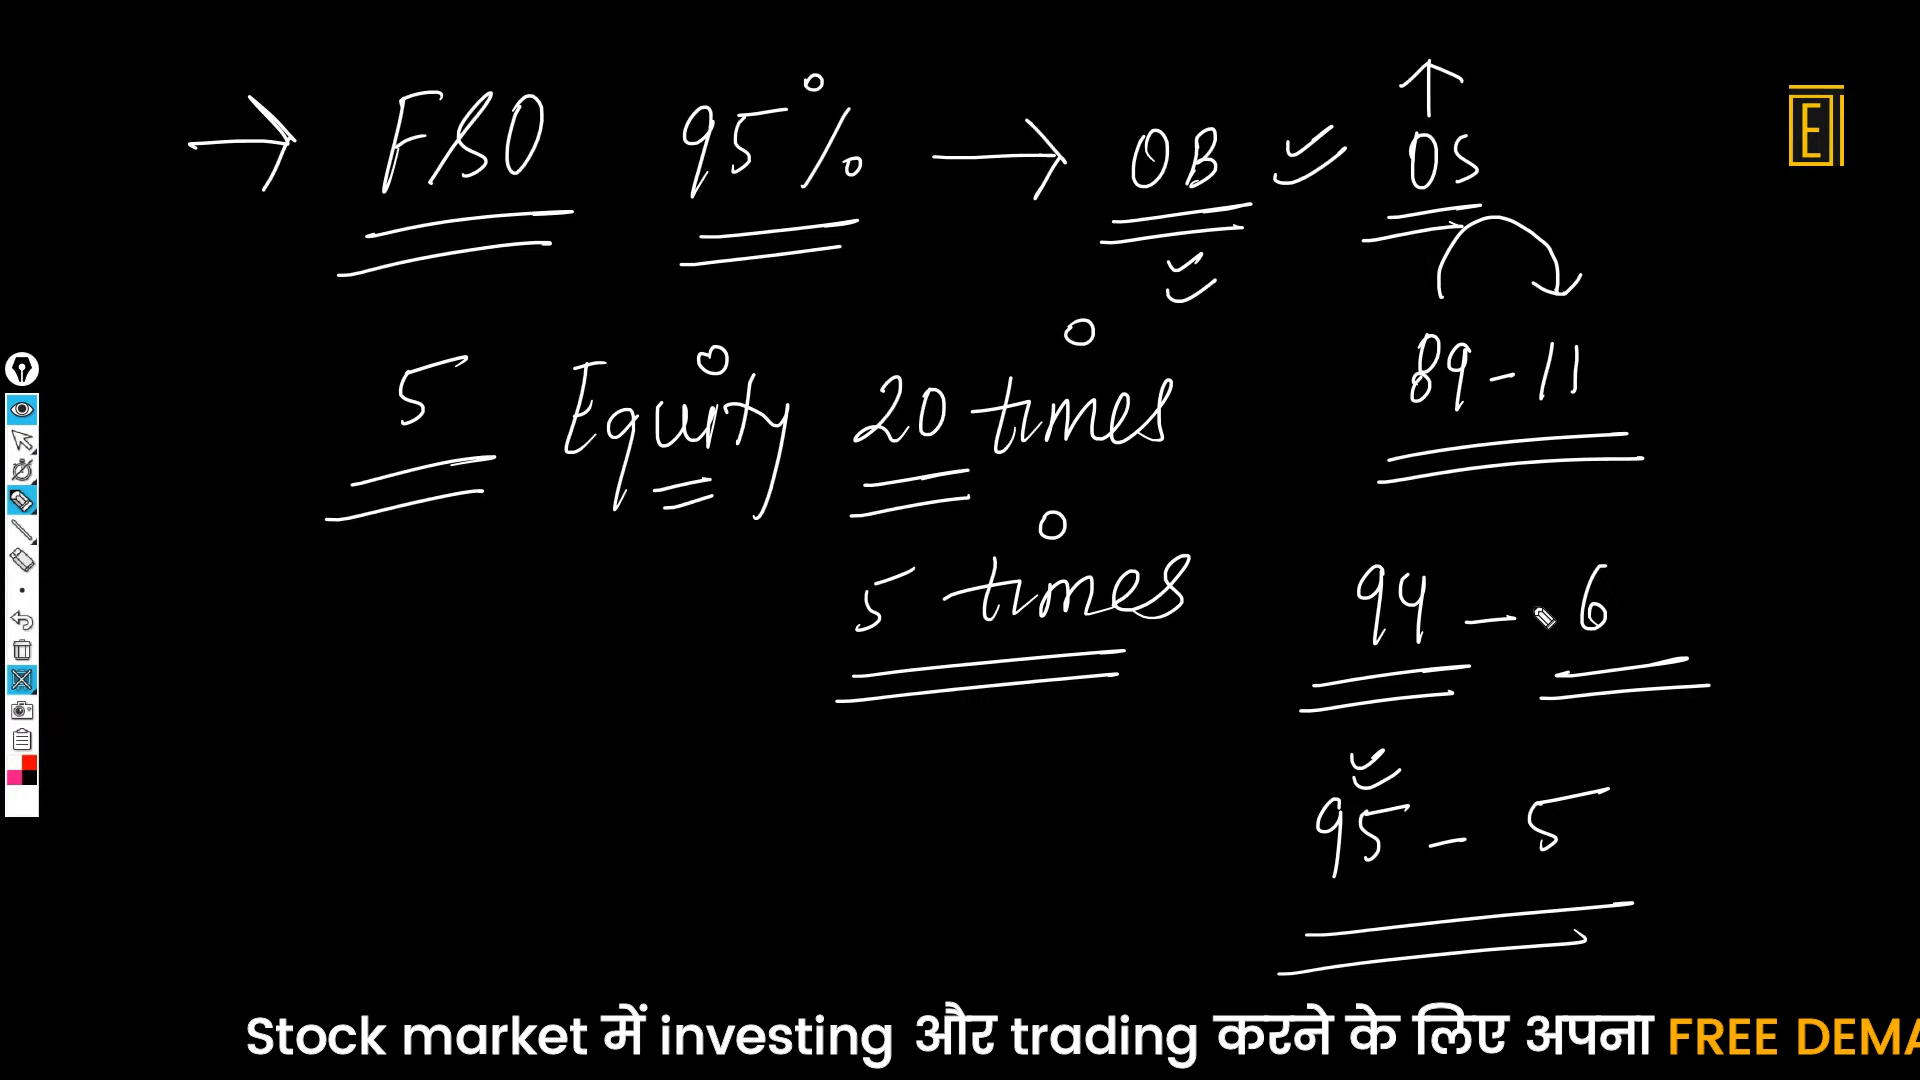 → F&O 95% → OB OS ↑
5 Equity 20 times
89-11
5 times
94 - 6
95 - 5
Stock market में investing और trading करने के लिए अपना FREE DEMA
E